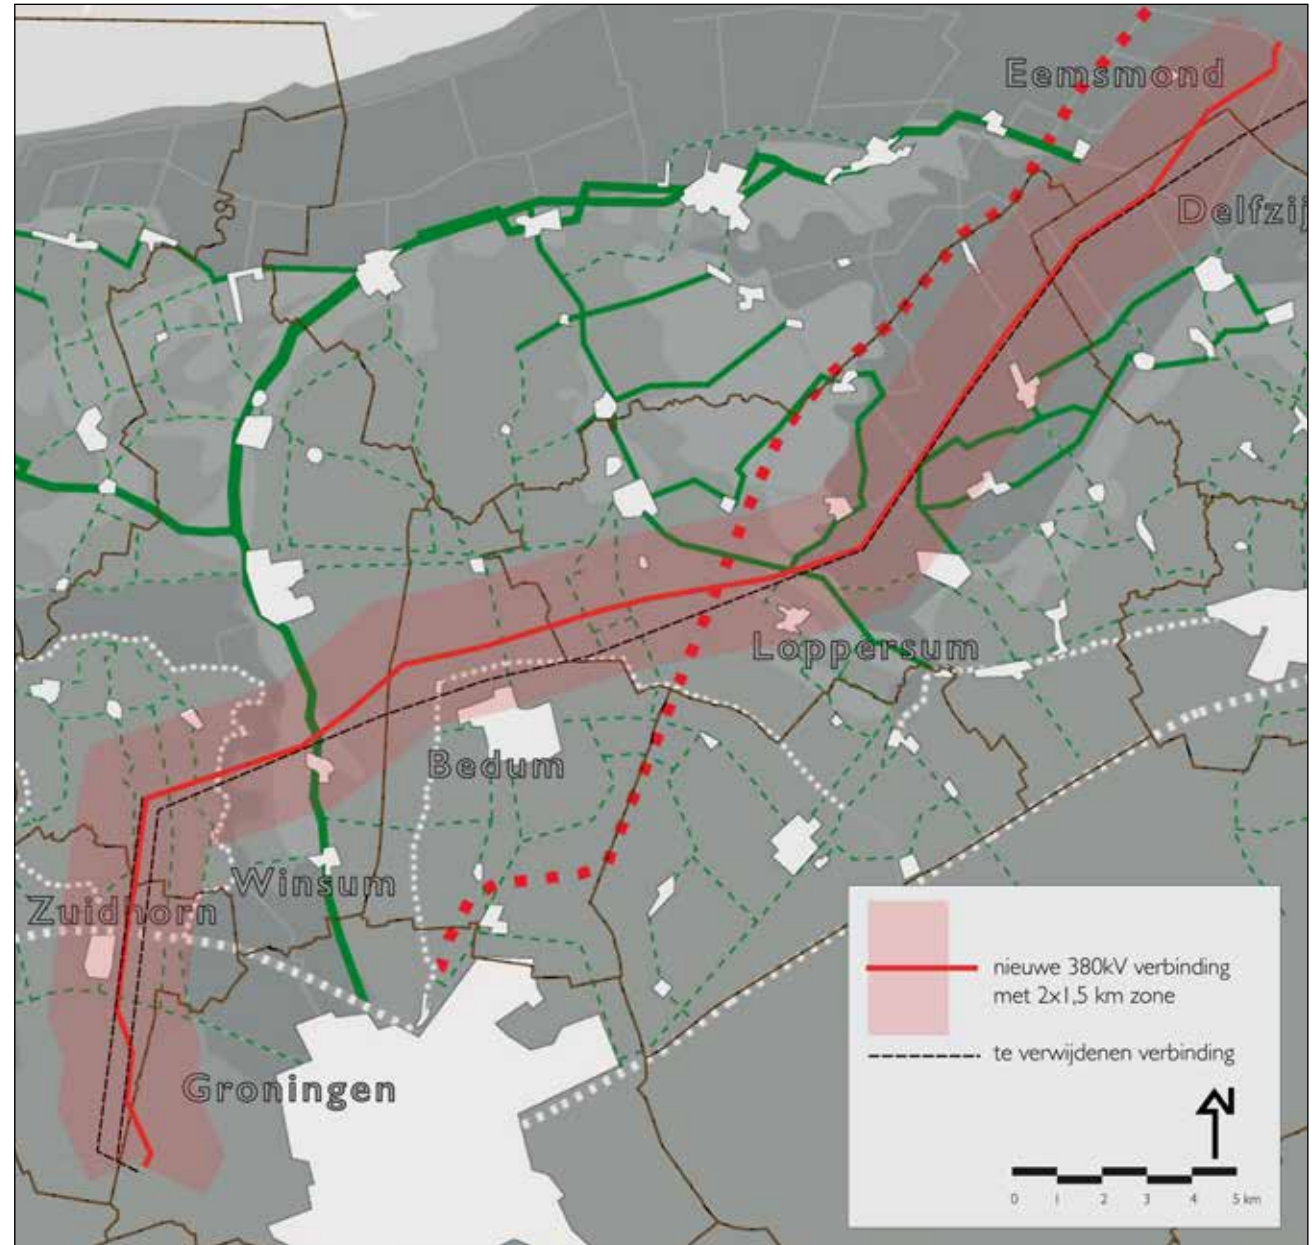 Eemsmond
Delfzij
Loppersum
Bedum
Winsum
Zuidhorn
Groningen
nieuwe 380kV verbinding
met 2x1,5 km zone
te verwijdenen verbinding
N
0 1 2 3 4 5 km